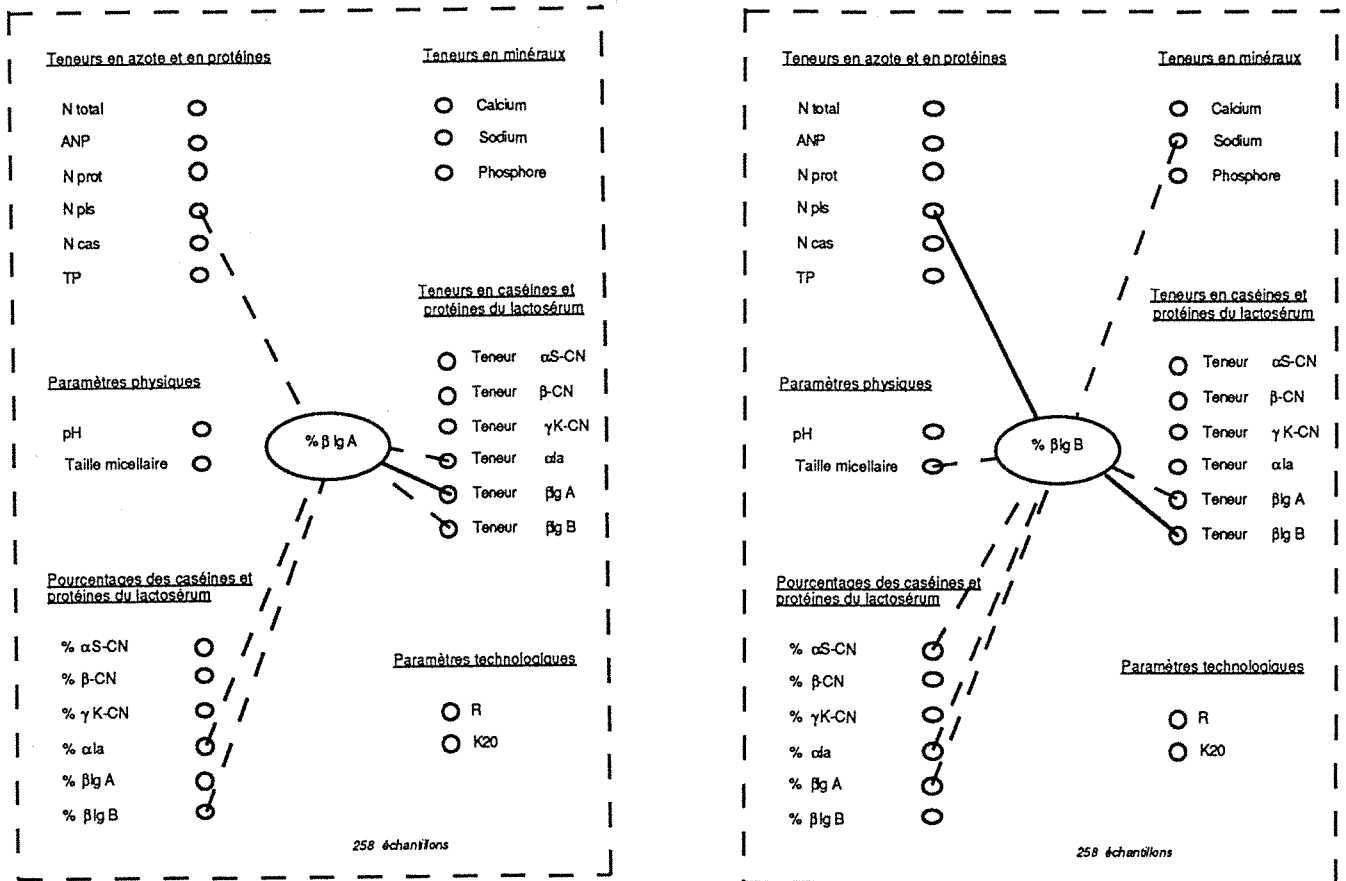 Teneurs en azote et en protéines
N total
ANP
N prot
N pls
N cas
TP
Teneurs en minéraux
Calcium
Sodium
Phosphore
Teneurs en caséines et
protéines du lactosérum
Teneur αS-CN
Teneur β-CN
Teneur γK-CN
Teneur αla
Teneur βlg A
Teneur βlg B
Paramètres physiques
pH
Taille micellaire
% β lg A
Pourcentages des caséines et
protéines du lactosérum
% αS-CN
% β-CN
% γ K-CN
% αla
% βlg A
% βlg B
Paramètres technologiques
R
K20
258 échantillons
Teneurs en azote et en protéines
N total
ANP
N prot
N pls
N cas
TP
Teneurs en minéraux
Calcium
Sodium
Phosphore
Teneurs en caséines et
protéines du lactosérum
Teneur αS-CN
Teneur β-CN
Teneur γ K-CN
Teneur αla
Teneur βlg A
Teneur βlg B
Paramètres physiques
pH
Taille micellaire
% βlg B
Pourcentages des caséines et
protéines du lactosérum
% αS-CN
% β-CN
% γK-CN
% αla
% βlg A
% βlg B
Paramètres technologiques
R
K20
258 échantillons